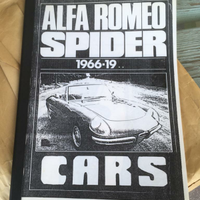 ALFA ROMEO
SPIDER
1966·19..
CARS